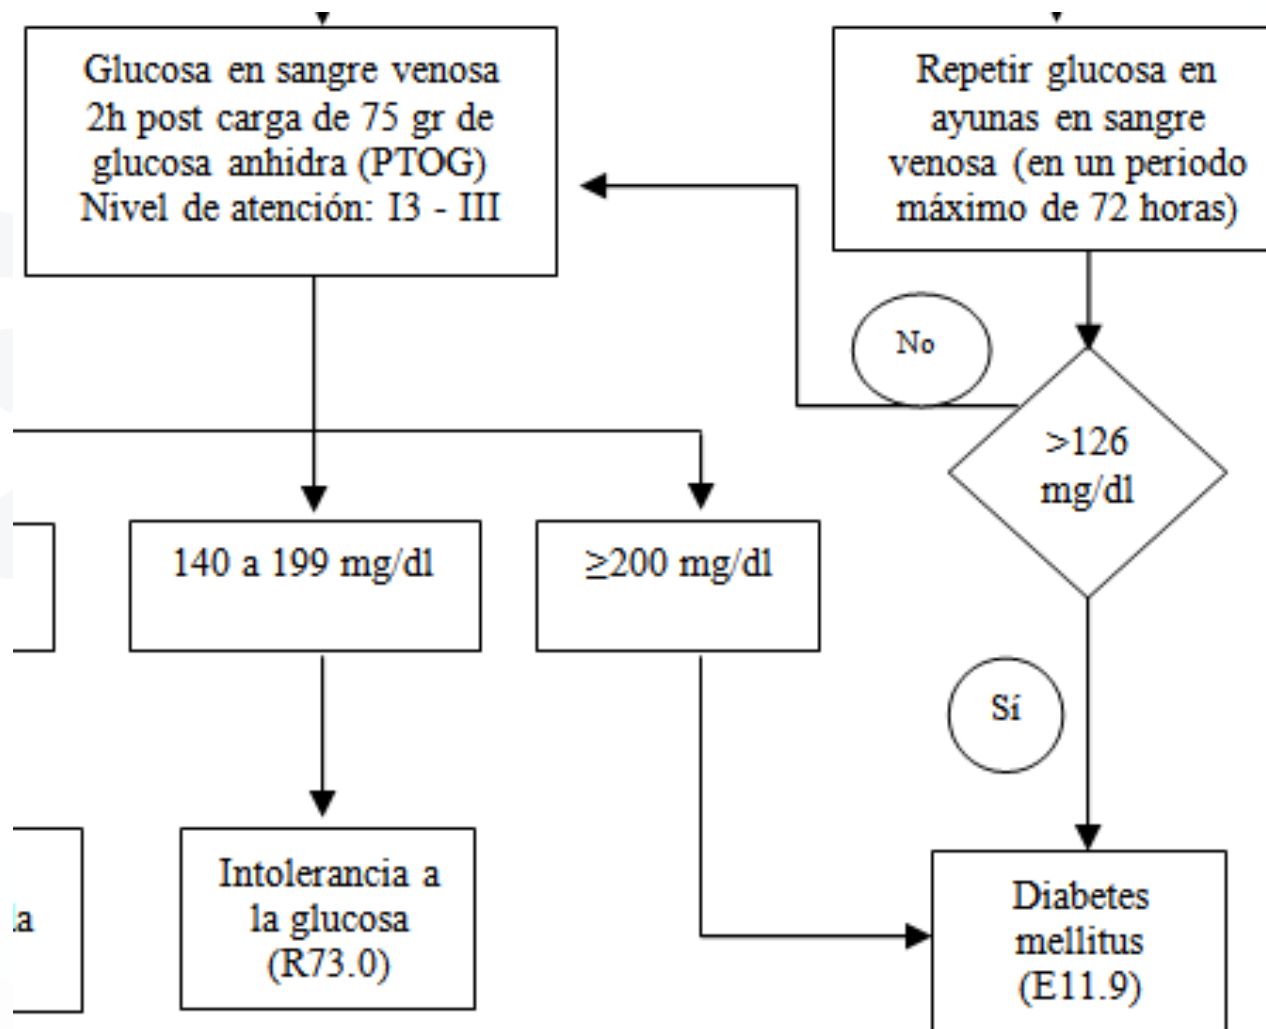 Glucosa en sangre venosa
2h post carga de 75 gr de
glucosa anhidra (PTOG)
Nivel de atención: I3 - III
Repetir glucosa en
ayunas en sangre
venosa (en un periodo
máximo de 72 horas)
No
>126
mg/dl
140 a 199 mg/dl
≥200 mg/dl
Sí
la
Intolerancia a
la glucosa
(R73.0)
Diabetes
mellitus
(E11.9)